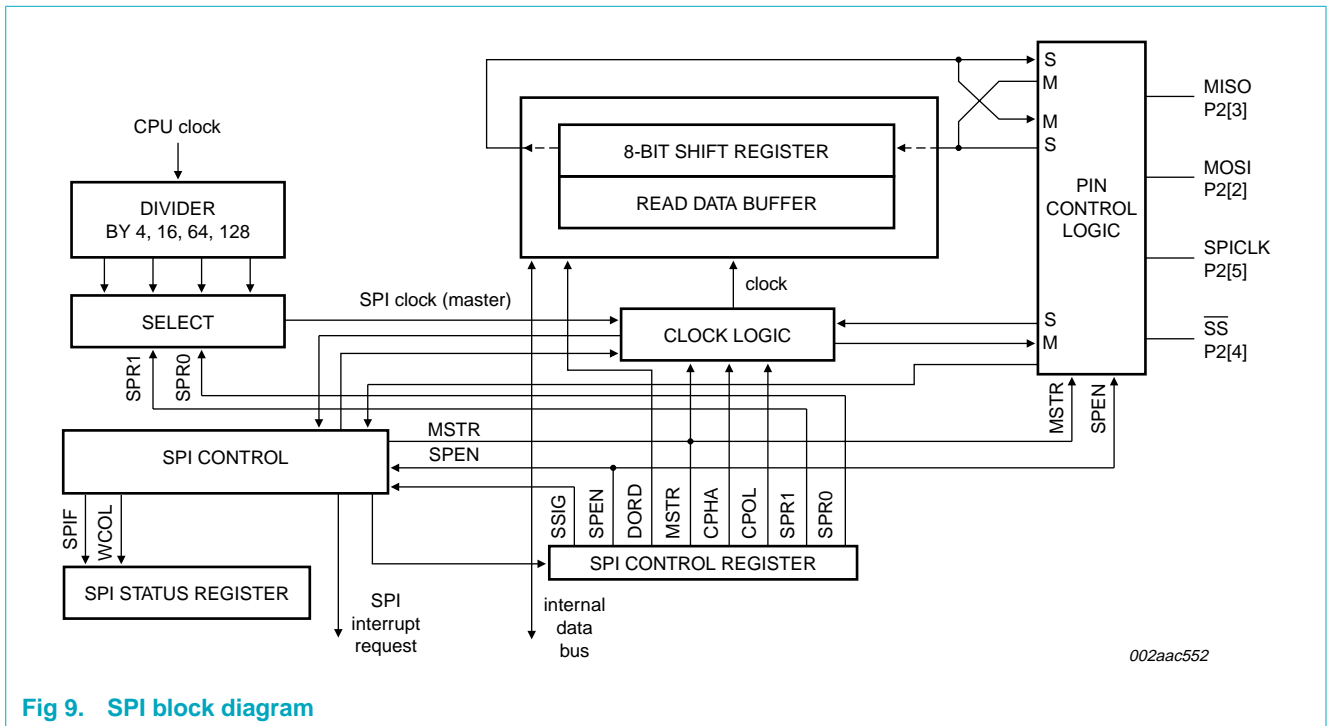 CPU clock
DIVIDER
BY 4, 16, 64, 128
SELECT
SPR1
SPR0
SPI clock (master)
8-BIT SHIFT REGISTER
READ DATA BUFFER
clock
CLOCK LOGIC
S
M
M
S
PIN
CONTROL
LOGIC
S
M
MISO
P2[3]
MOSI
P2[2]
SPICLK
P2[5]
SS
P2[4]
MSTR
SPEN
SPI CONTROL
MSTR
SPEN
SPIF
WCOL
SPI STATUS REGISTER
SPI
interrupt
request
SSIG
SPEN
DORD
MSTR
CPHA
CPOL
SPR1
SPR0
SPI CONTROL REGISTER
internal
data
bus
002aac552
Fig 9. SPI block diagram